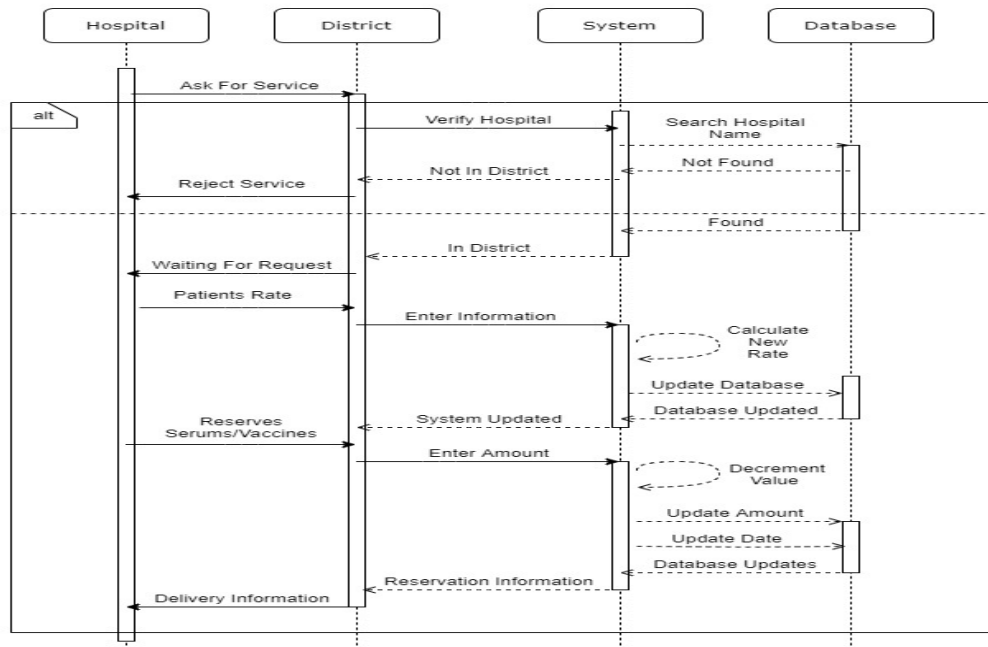 Hospital
District
System
Database
Ask For Service
alt
Verify Hospital
Search Hospital
Name
Not Found
Not In District
Reject Service
Found
In District
Waiting For Request
Patients Rate
Enter Information
Calculate
New
Rate
Update Database
Database Updated
System Updated
Reserves
Serums/Vaccines
Enter Amount
Decrement
Value
Update Amount
Update Date
Database Updates
Reservation Information
Delivery Information